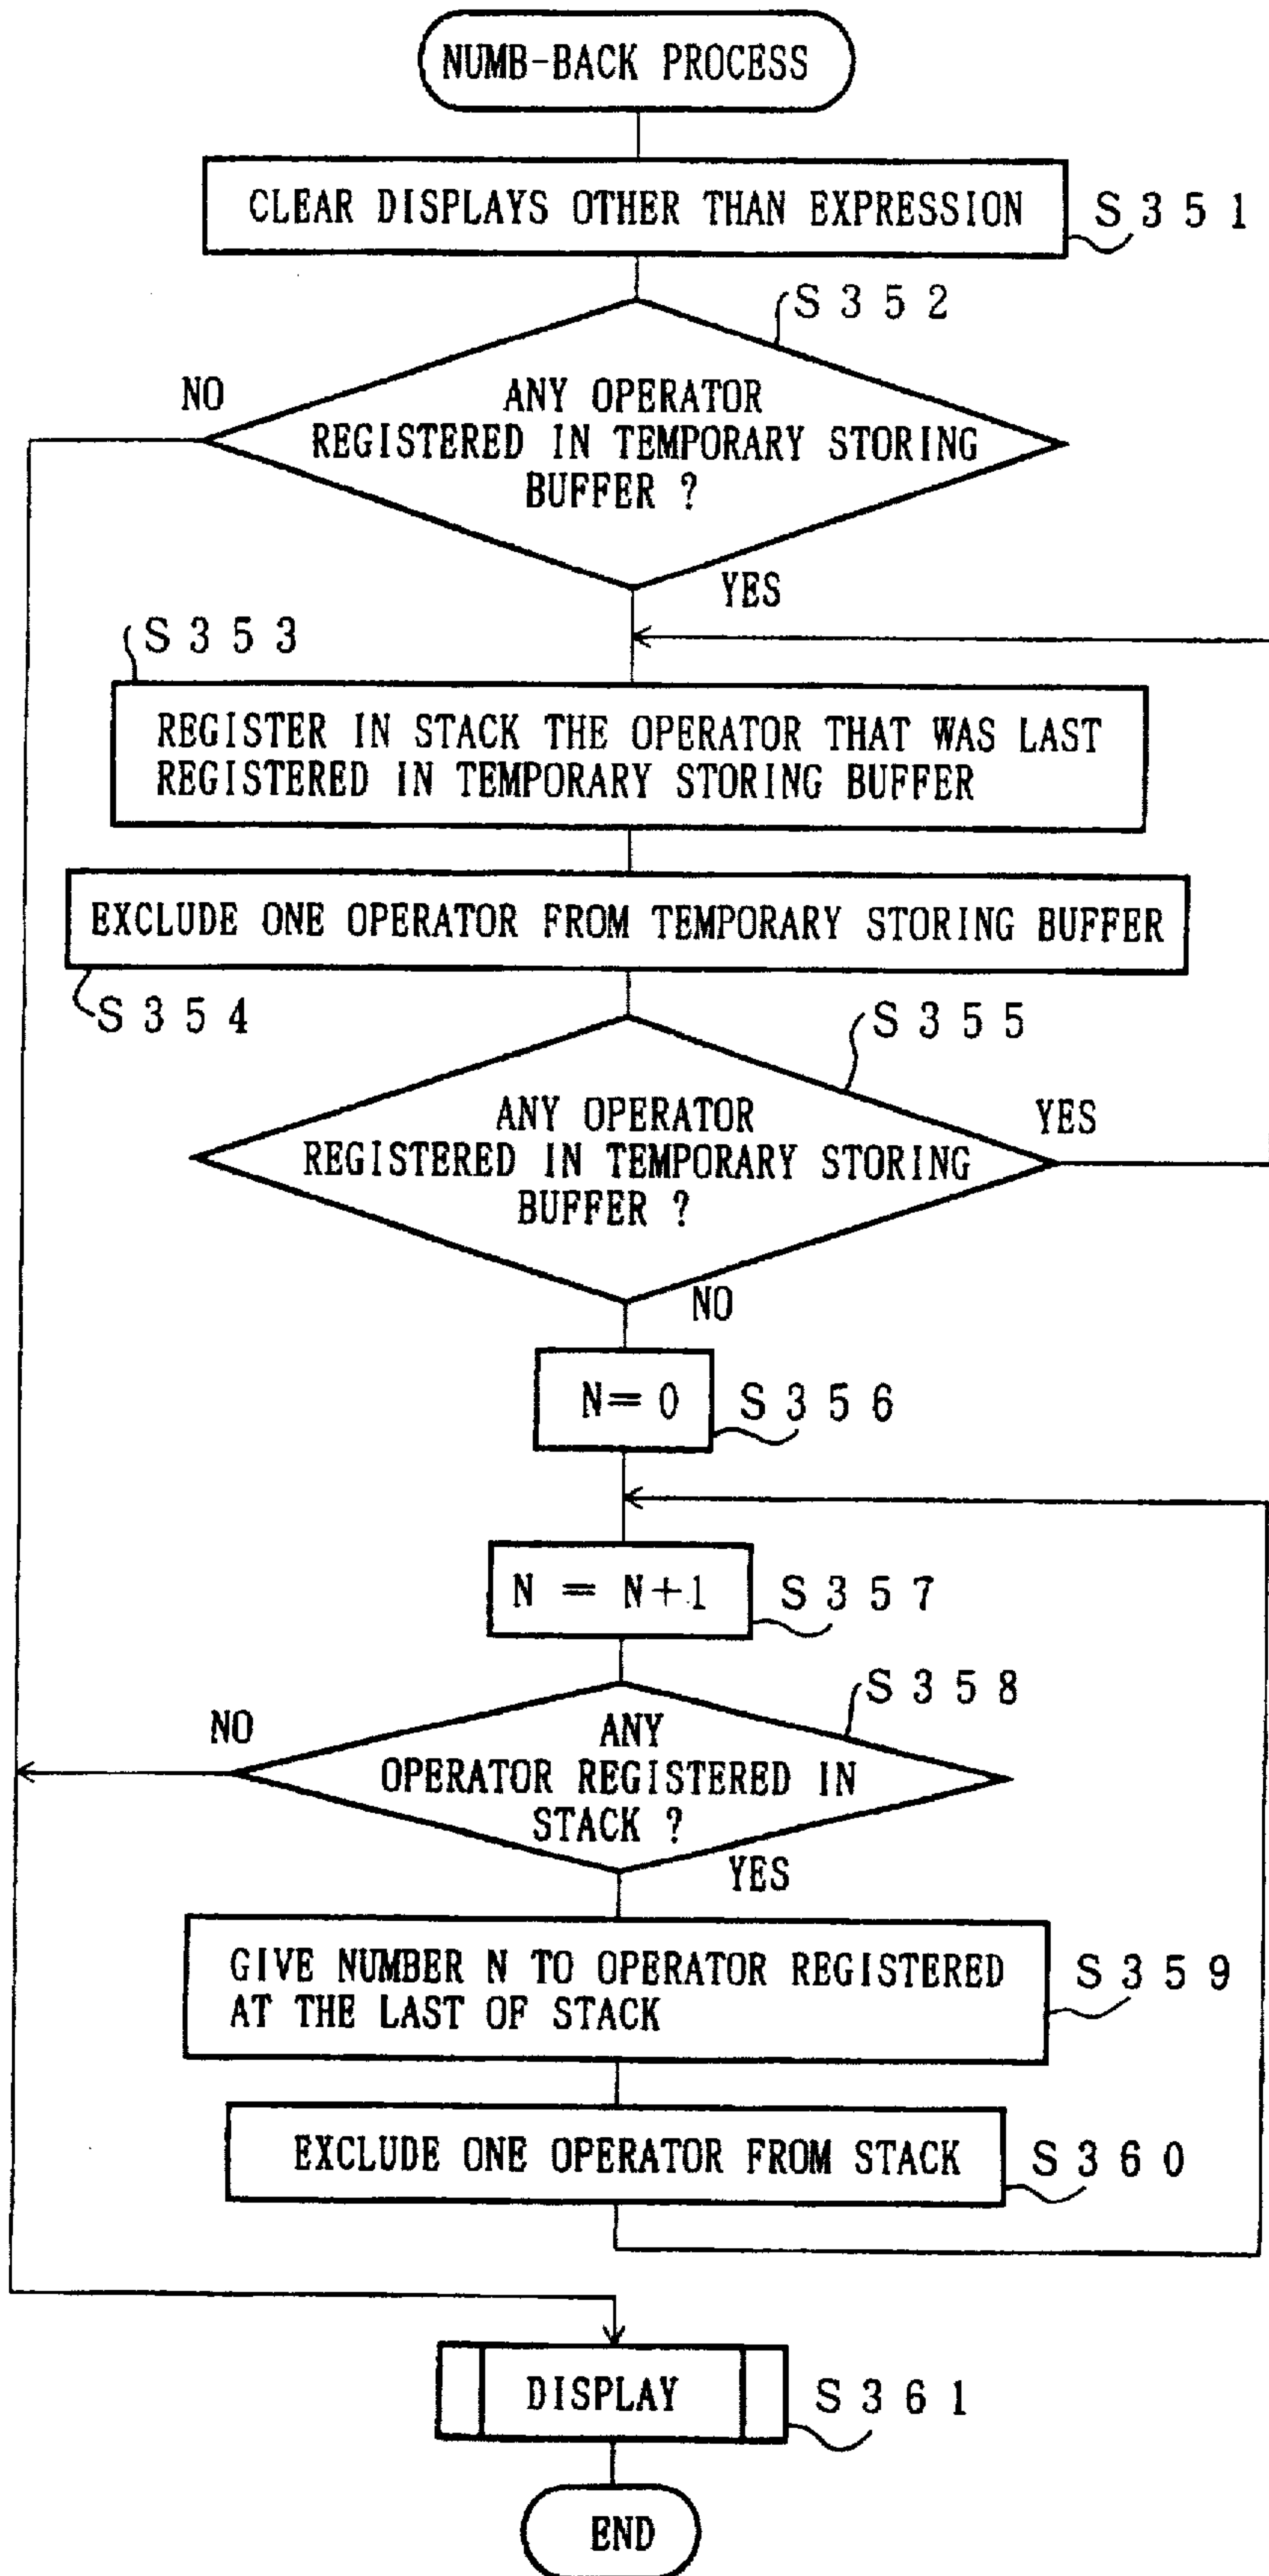 NUMB-BACK PROCESS
CLEAR DISPLAYS OTHER THAN EXPRESSION
S351
S352
NO
ANY OPERATOR
REGISTERED IN TEMPORARY STORING
BUFFER ?
YES
S353
REGISTER IN STACK THE OPERATOR THAT WAS LAST
REGISTERED IN TEMPORARY STORING BUFFER
EXCLUDE ONE OPERATOR FROM TEMPORARY STORING BUFFER
S354
S355
ANY OPERATOR
REGISTERED IN TEMPORARY STORING
BUFFER ?
YES
NO
N=0
S356
N = N+1
S357
S358
NO
ANY
OPERATOR REGISTERED IN
STACK ?
YES
GIVE NUMBER N TO OPERATOR REGISTERED
AT THE LAST OF STACK
S359
EXCLUDE ONE OPERATOR FROM STACK
S360
DISPLAY
S361
END